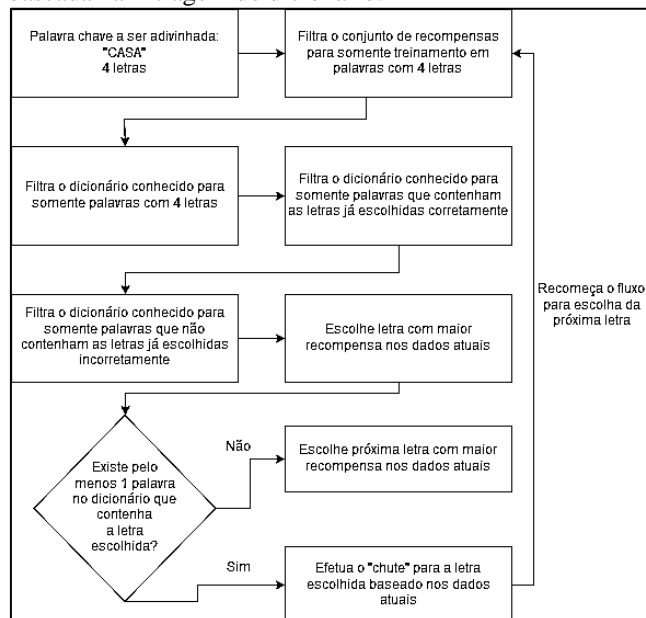 Palavra chave a ser adivinhada:
"CASA"
4 letras
Filtra o conjunto de recompensas
para somente treinamento em
palavras com 4 letras
Filtra o dicionário conhecido para
somente palavras com 4 letras
Filtra o dicionário conhecido para
somente palavras que contenham
as letras já escolhidas corretamente
Recomeça o fluxo
para escolha da
próxima letra
Filtra o dicionário conhecido para
somente palavras que não
contenham as letras já escolhidas
incorretamente
Escolhe letra com maior
recompensa nos dados atuais
Existe pelo
menos 1 palavra
no dicionário que
contenha
a letra
escolhida?
Não
Escolhe próxima letra com maior
recompensa nos dados atuais
Sim
Efetua o "chute" para a letra
escolhida baseado nos dados
atuais